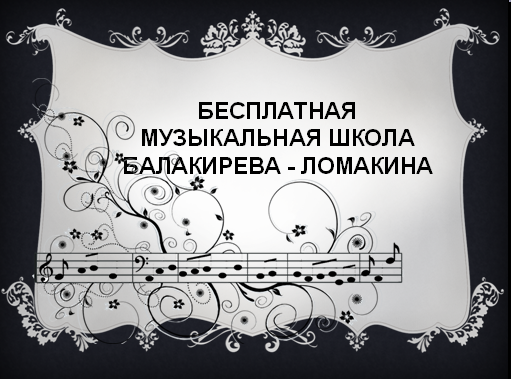 БЕСПЛАТНАЯ
МУЗЫКАЛЬНАЯ ШКОЛА
БАЛАКИРЕВА - ЛОМАКИНА